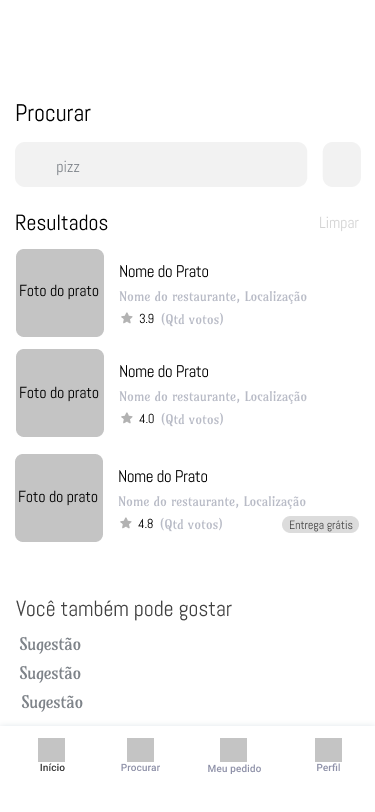 Procurar
pizz
Resultados Limpar
Foto do prato
Nome do Prato
Nome do restaurante, Localização
3.9 (Qtd votos)
Foto do prato
Nome do Prato
Nome do restaurante, Localização
4.0 (Qtd votos)
Foto do prato
Nome do Prato
Nome do restaurante, Localização
4.8 (Qtd votos) Entrega grátis
Você também pode gostar
Sugestão
Sugestão
Sugestão
Início Procurar Meu pedido Perfil